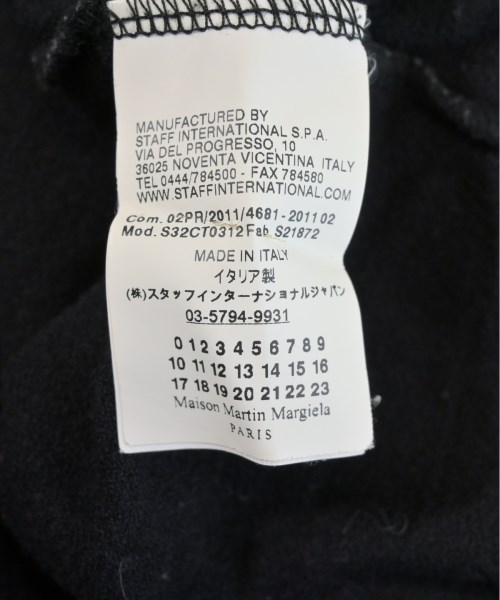 MANUFACTURED BY
STAFF INTERNATIONAL S.P.A.
VIA DEL PROGRESSO, 10
36025 NOVENTA VICENTINA ITALY
TEL 0444/784500 - FAX 784580
WWW.STAFFINTERNATIONAL.COM
Com. 02PR/2011/4681-2011 02
Mod. S32CT0312 Fab S21872
MADE IN ITALY
イタリア製
(株)スタッフインターナショナルジャパン
03-5794-9931
0 1 2 3 4 5 6 7 8 9
10 11 12 13 14 15 16
17 18 19 20 21 22 23
Maison Martin Margiela
PARIS